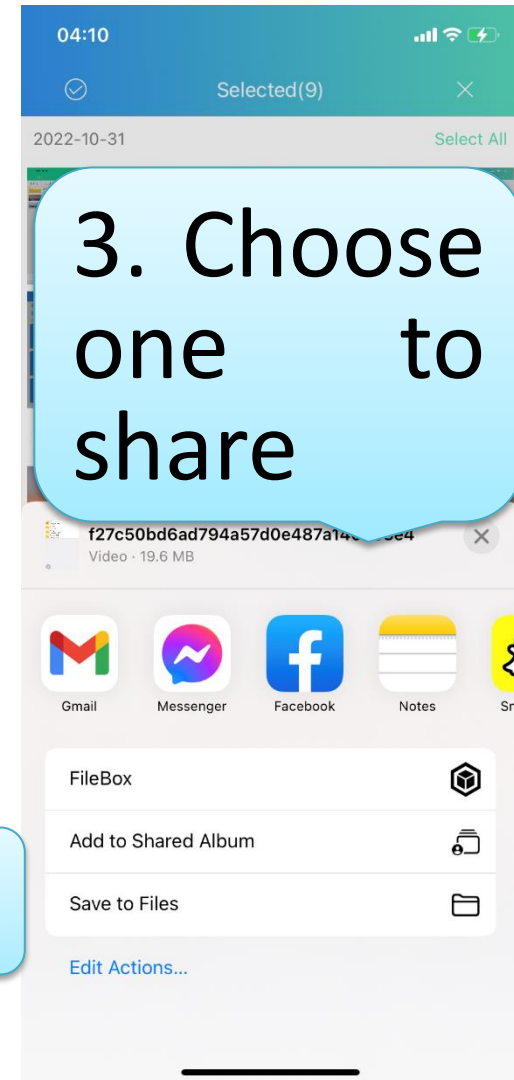 04:10
Selected(9)
2022-10-31 Select All
3. Choose
one to
share
Video · 19.6 MB
Gmail Messenger Facebook Notes
FileBox
Add to Shared Album
Save to Files
Edit Actions...